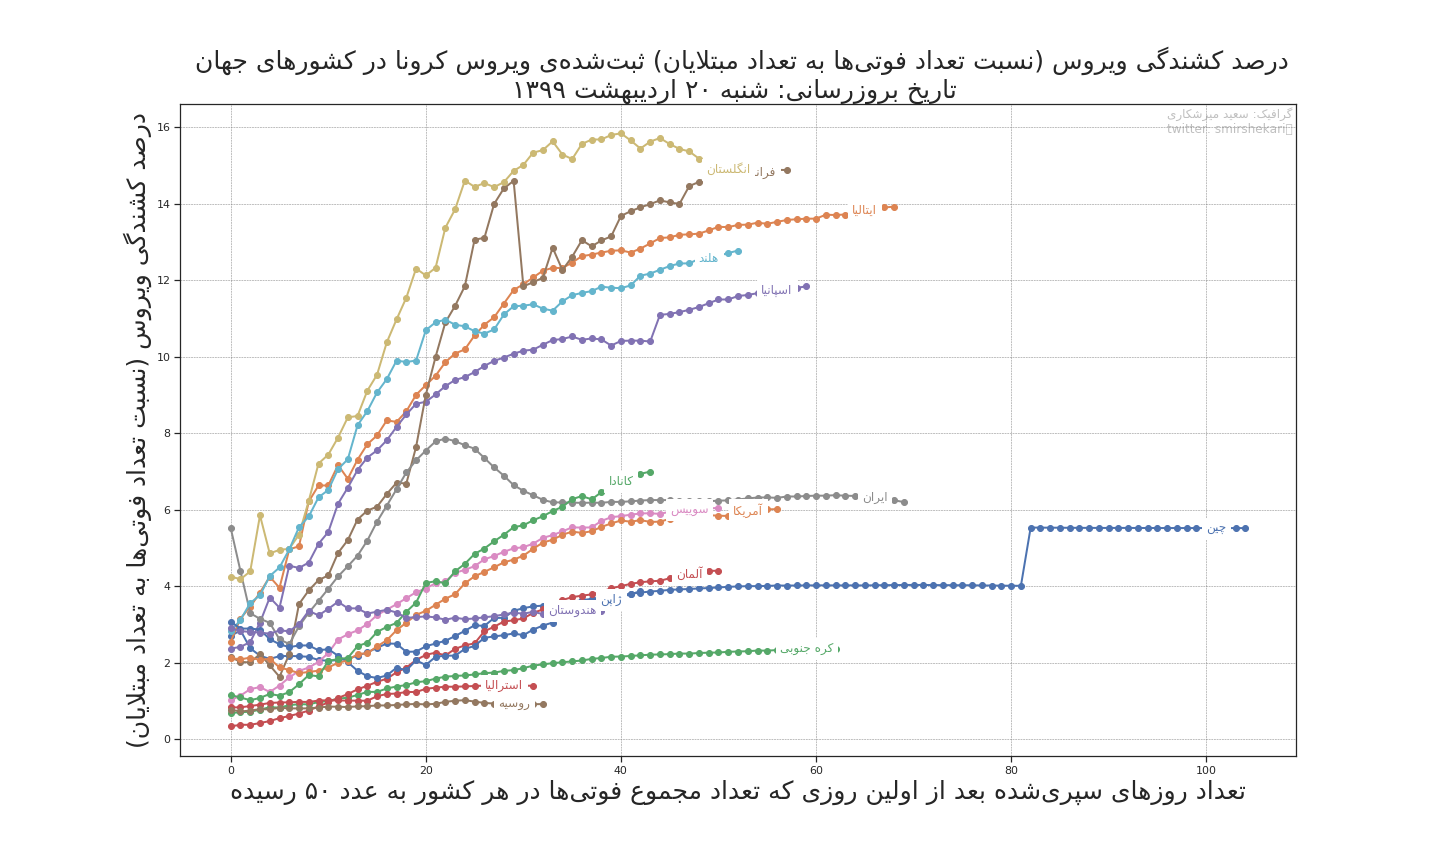 درصد کشندگی ویروس (نسبت تعداد فوتی‌ها به تعداد مبتلایان) ثبت‌شده‌ی ویروس کرونا در کشورهای جهان
تاریخ بروزرسانی: شنبه ۲۰ اردیبهشت ۱۳۹۹
گرافیک: سعید میرشکاری
twitter: smirshekari
درصد کشندگی ویروس (نسبت تعداد فوتی‌ها به تعداد مبتلایان)
16
14
12
10
8
6
4
2
0
انگلستان
ایتالیا
هلند
اسپانیا
کانادا
ایران
سوییس
آمریکا
چین
آلمان
ژاپن
هندوستان
کره جنوبی
استرالیا
روسیه
0 20 40 60 80 100
تعداد روزهای سپری‌شده بعد از اولین روزی که تعداد مجموع فوتی‌ها در هر کشور به عدد ۵۰ رسیده